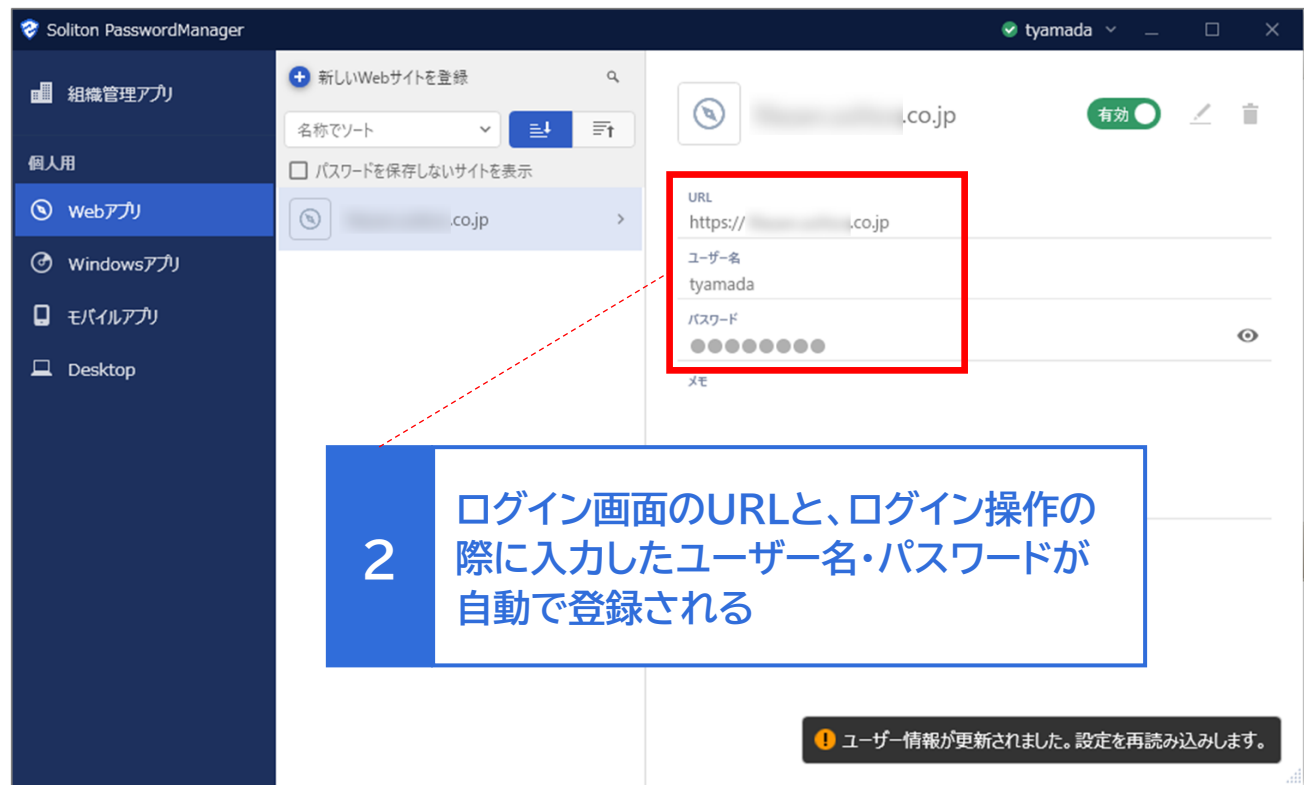 Soliton PasswordManager
tyamada
組織管理アプリ
個人用
Webアプリ
Windowsアプリ
モバイルアプリ
Desktop
新しいWebサイトを登録
名称でソート
パスワードを保存しないサイトを表示
.co.jp
.co.jp
有効
URL
https:// .co.jp
ユーザー名
tyamada
パスワード
●●●●●●●●
メモ
2
ログイン画面のURLと、ログイン操作の
際に入力したユーザー名・パスワードが
自動で登録される
ユーザー情報が更新されました。設定を再読み込みします。